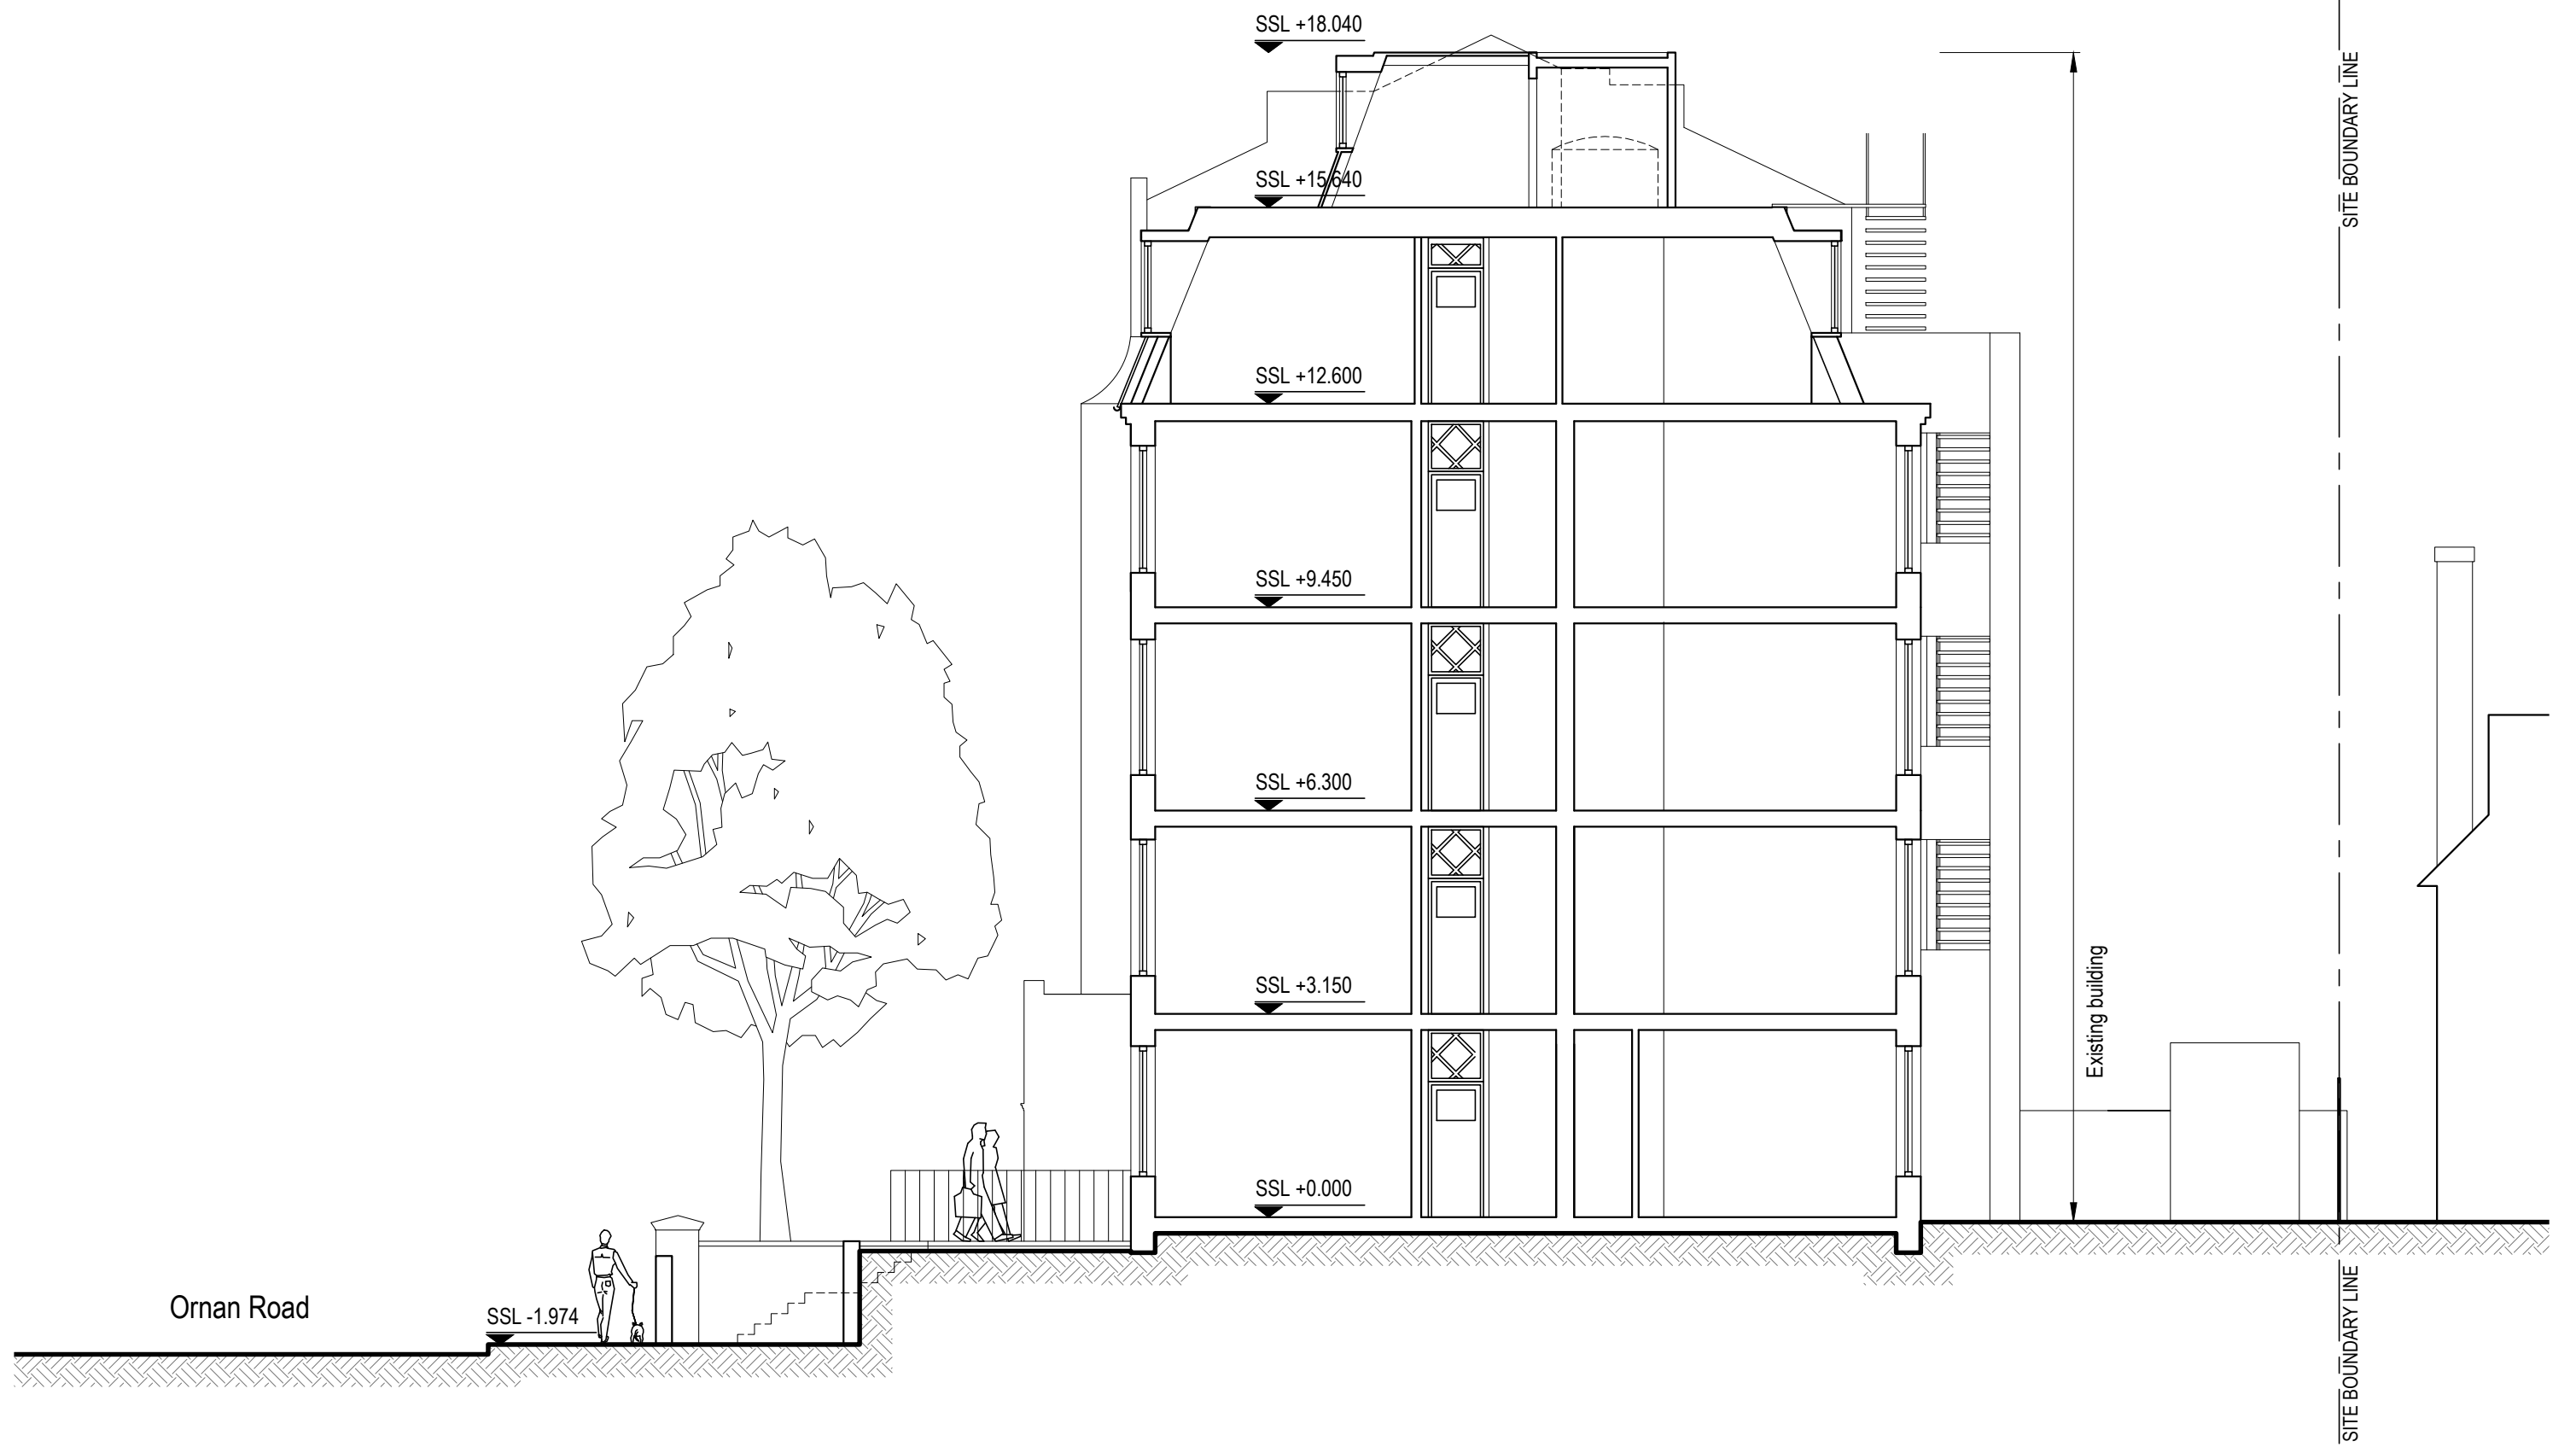 SSL +18.040
SITE BOUNDARY LINE
SSL +15.640
SSL +12.600
SSL +9.450
SSL +6.300
SSL +3.150
Existing building
SSL +0.000
Ornan Road
SSL -1.974
SITE BOUNDARY LINE